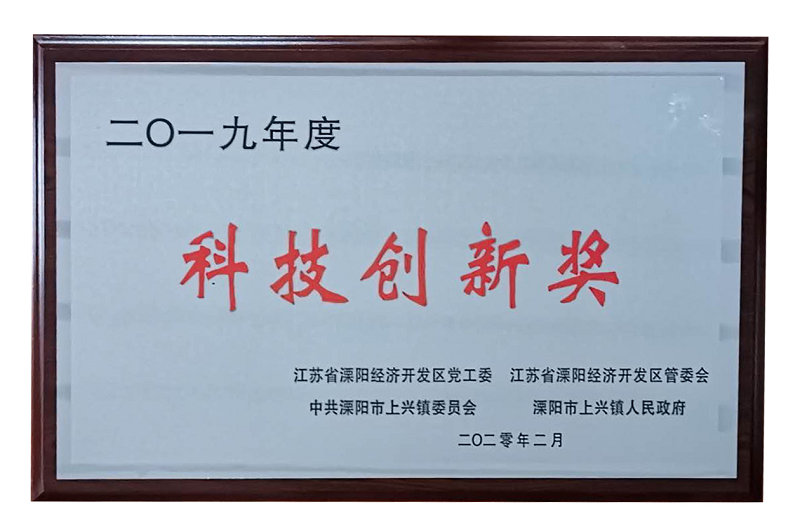 二〇一九年度
科技创新奖
江苏省溧阳经济开发区党工委 江苏省溧阳经济开发区管委会
中共溧阳市上兴镇委员会 溧阳市上兴镇人民政府
二〇二零年二月